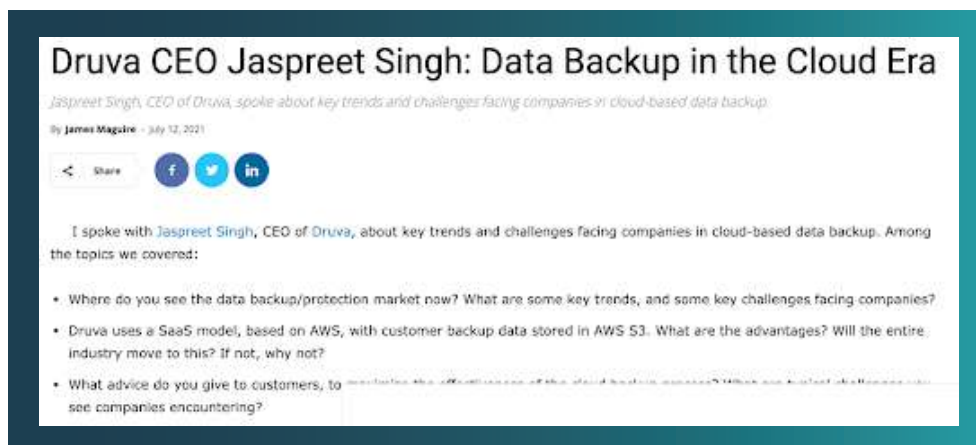 Druva CEO Jaspreet Singh: Data Backup in the Cloud Era
Jaspreet Singh, CEO of Druva, spoke about key trends and challenges facing companies in cloud-based data backup.
By James Maguire - July 12, 2021
Share
I spoke with Jaspreet Singh, CEO of Druva, about key trends and challenges facing companies in cloud-based data backup. Among
the topics we covered:
• Where do you see the data backup/protection market now? What are some key trends, and some key challenges facing companies?
• Druva uses a SaaS model, based on AWS, with customer backup data stored in AWS S3. What are the advantages? Will the entire
industry move to this? If not, why not?
• What advice do you give to customers, to
see companies encountering?